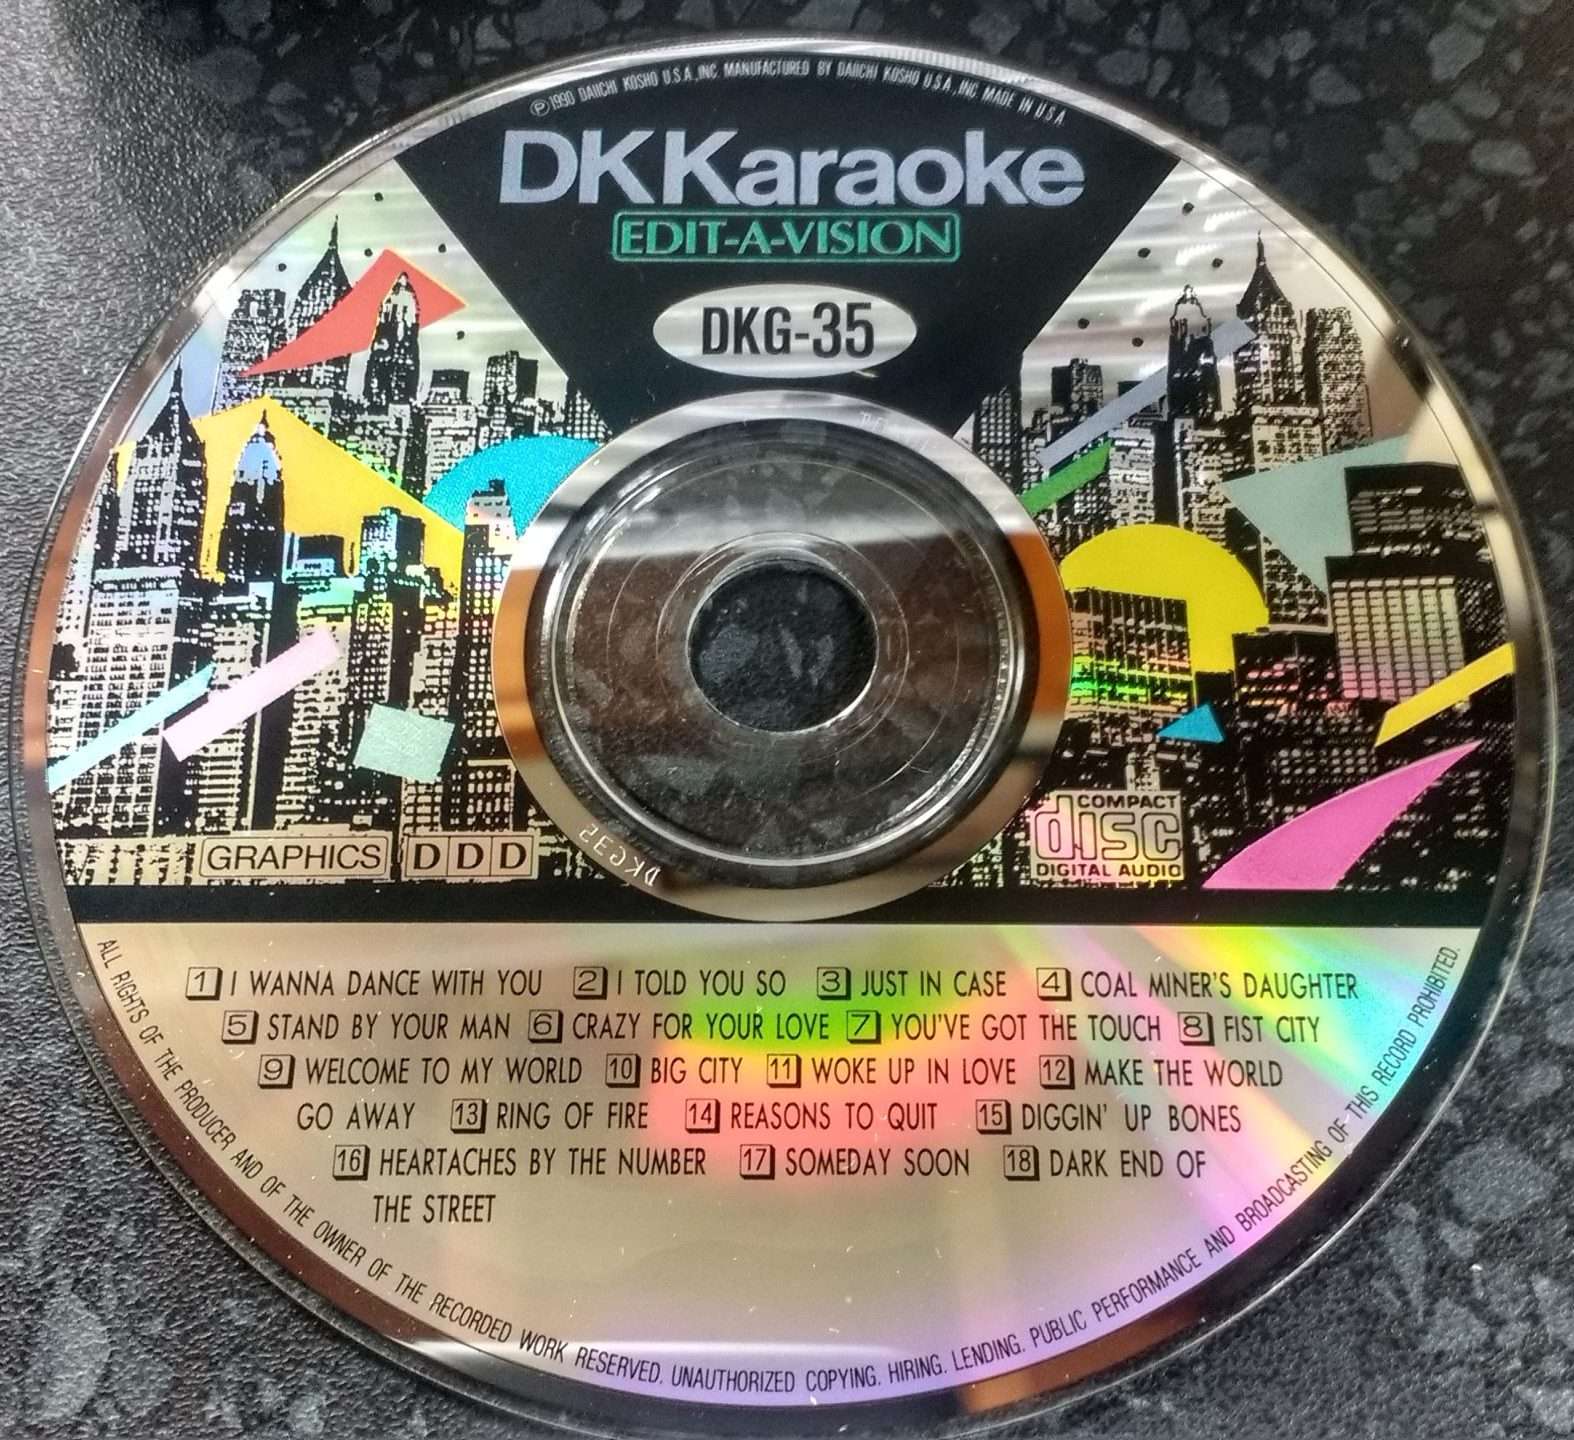 ℗1990 DAIICHI KOSHO U.S.A.,INC. MANUFACTURED BY DAIICHI KOSHO U.S.A., INC. MADE IN U.S.A.
DKKaraoke
EDIT-A-VISION
DKG-35
GRAPHICS DDD
COMPACT
disc
DIGITAL AUDIO
1 I WANNA DANCE WITH YOU 2 I TOLD YOU SO 3 JUST IN CASE 4 COAL MINER'S DAUGHTER
5 STAND BY YOUR MAN 6 CRAZY FOR YOUR LOVE 7 YOU'VE GOT THE TOUCH 8 FIST CITY
9 WELCOME TO MY WORLD 10 BIG CITY 11 WOKE UP IN LOVE 12 MAKE THE WORLD
GO AWAY 13 RING OF FIRE 14 REASONS TO QUIT 15 DIGGIN' UP BONES
16 HEARTACHES BY THE NUMBER 17 SOMEDAY SOON 18 DARK END OF
THE STREET
ALL RIGHTS OF THE PRODUCER AND OF THE OWNER OF THE RECORDED WORK RESERVED. UNAUTHORIZED COPYING. HIRING. LENDING. PUBLIC PERFORMANCE AND BROADCASTING OF THIS RECORD PROHIBITED.